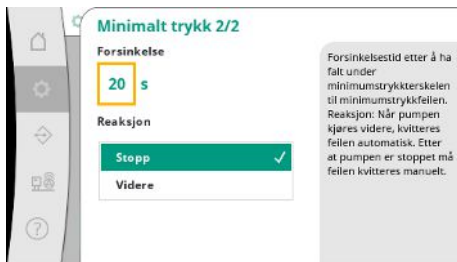 Minimalt trykk 2/2
Forsinkelse
20 s
Reaksjon
Stopp
Videre
Forsinkelsestid etter å ha
falt under
minimumstrykkterskelen
til minimumstrykkfeilen.
Reaksjon: Når pumpen
kjøres videre, kvitteres
feilen automatisk. Etter
at pumpen er stoppet må
feilen kvitteres manuelt.